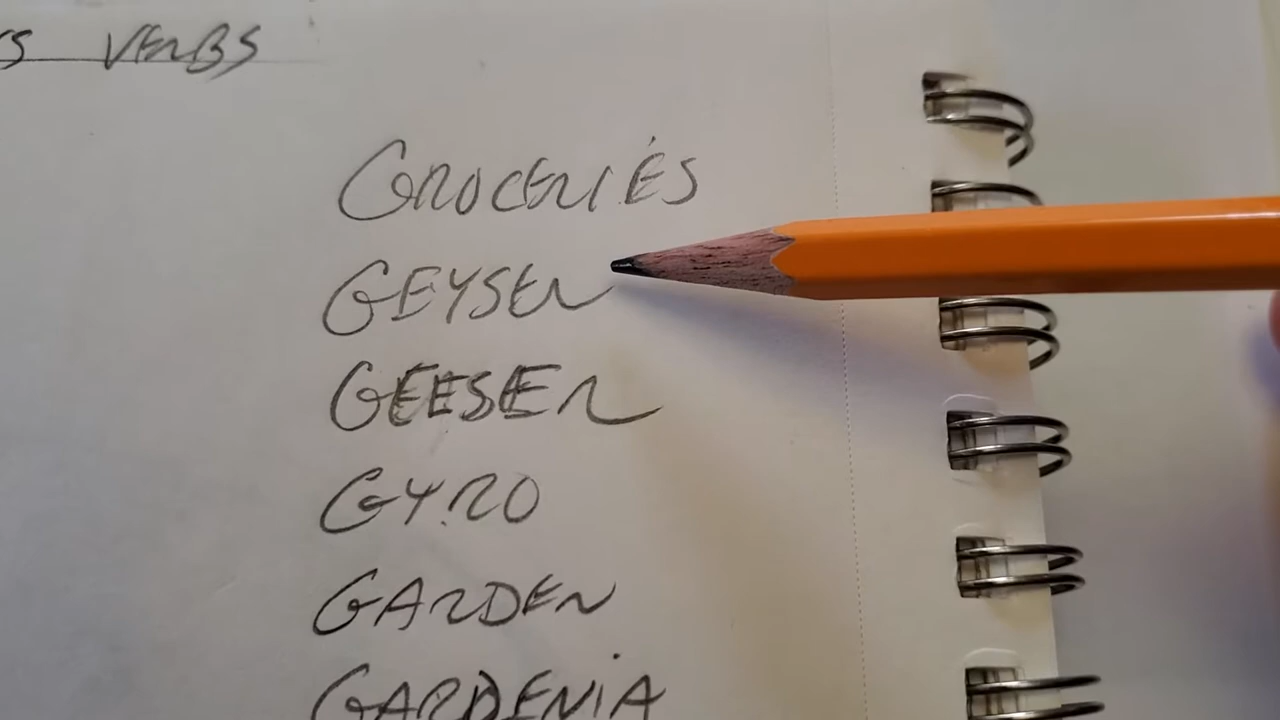 VERBS
GROCERIES
GEYSER
GEESER
GYRO
GARDEN
GARDENIA